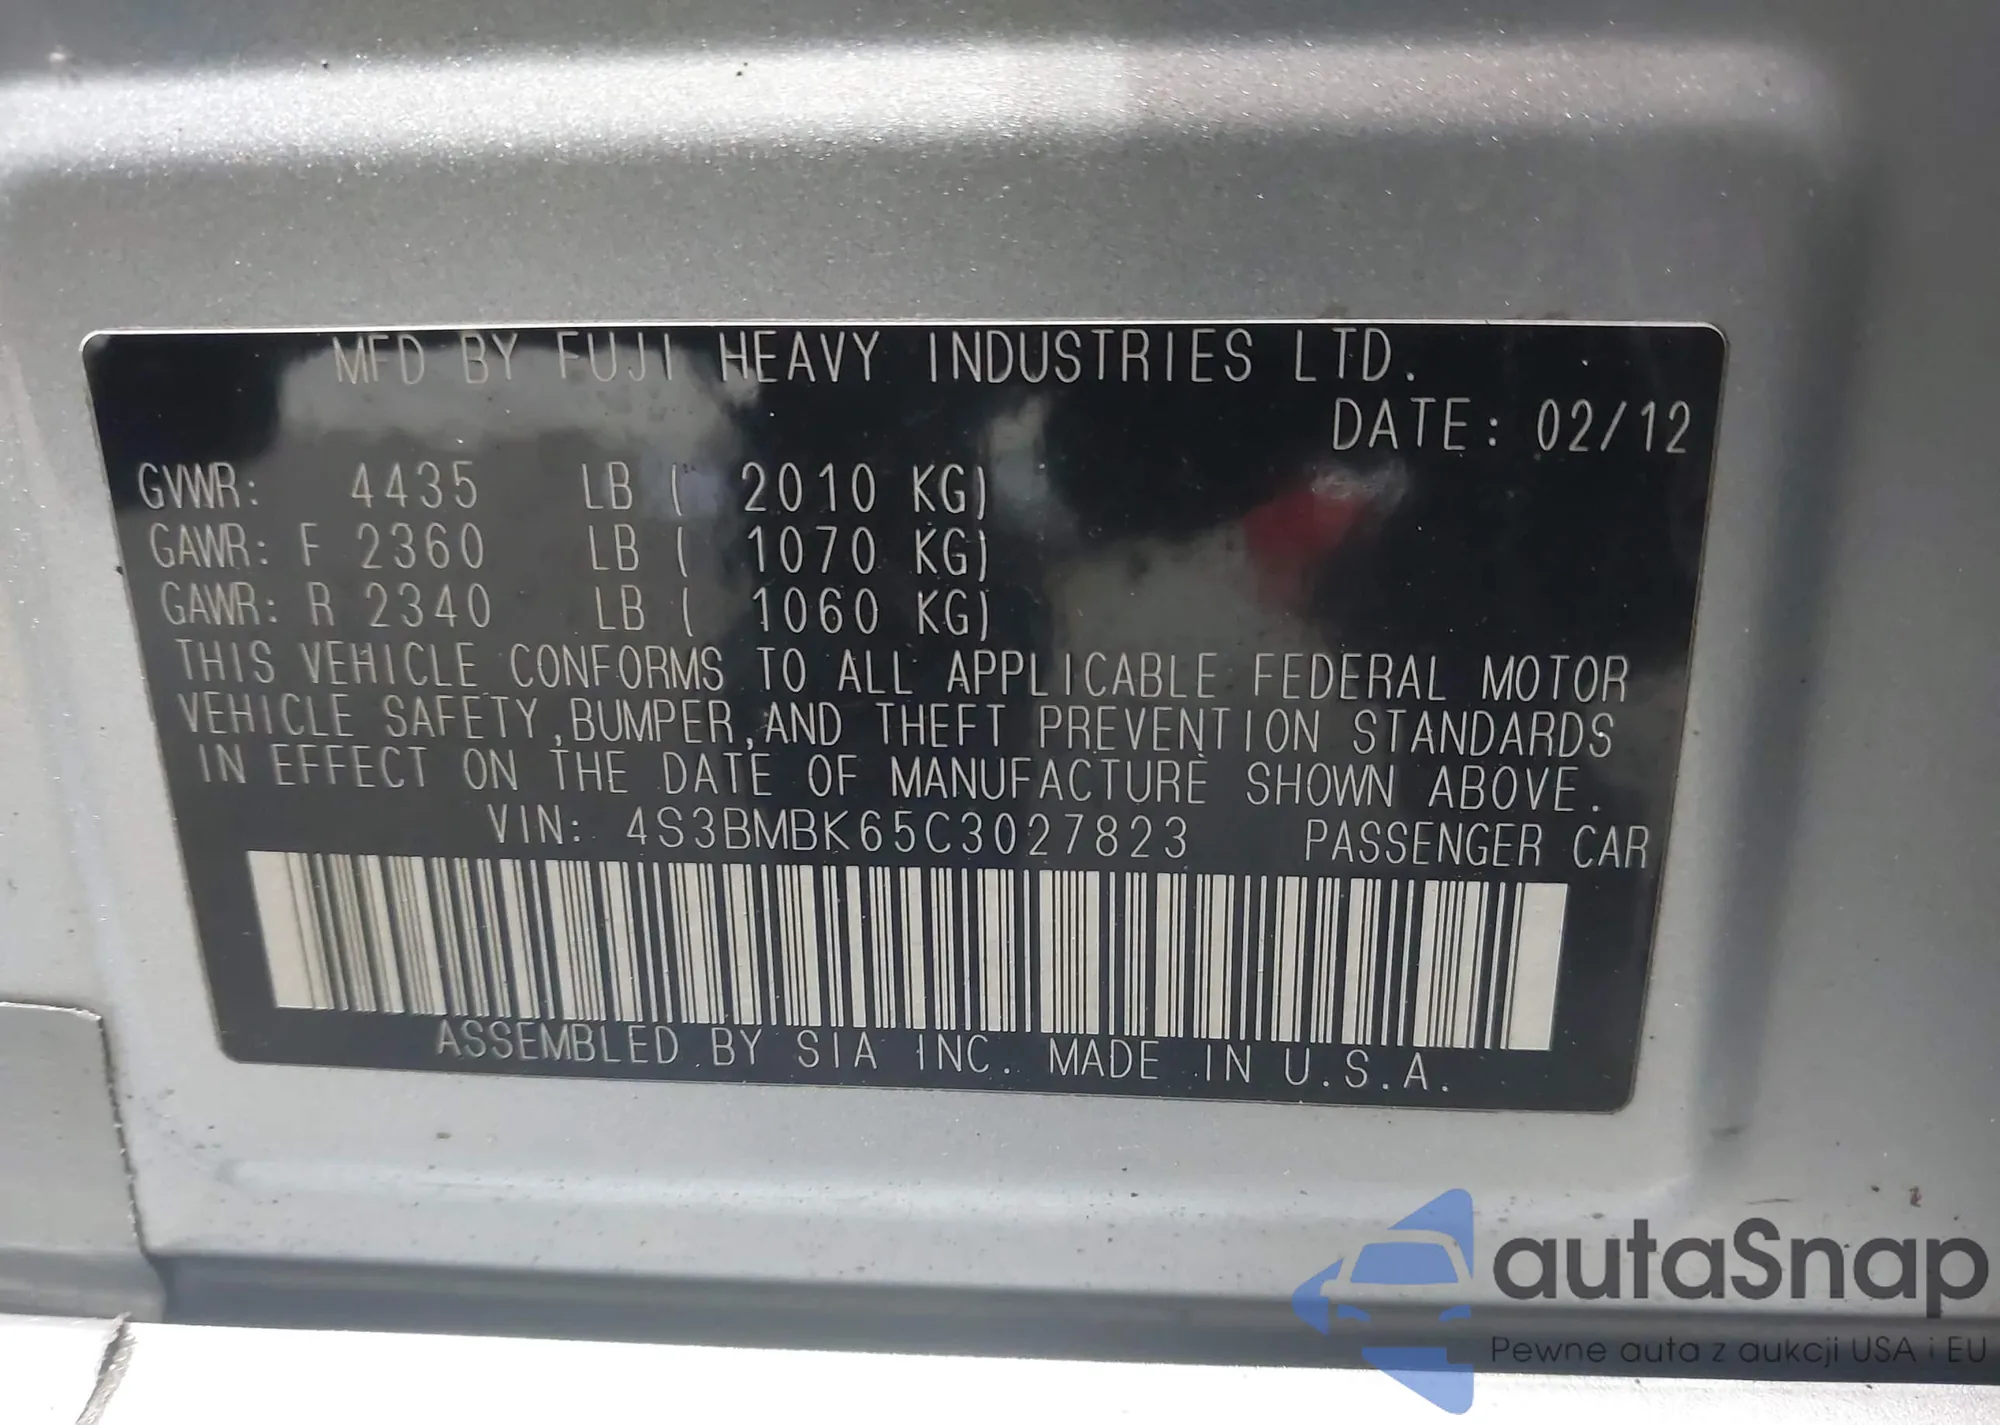 MFD BY FUJI HEAVY INDUSTRIES LTD.
DATE: 02/12
GVWR: 4435 LB ( 2010 KG)
GAWR: F 2360 LB ( 1070 KG)
GAWR: R 2340 LB ( 1060 KG)
THIS VEHICLE CONFORMS TO ALL APPLICABLE FEDERAL MOTOR
VEHICLE SAFETY, BUMPER, AND THEFT PREVENTION STANDARDS
IN EFFECT ON THE DATE OF MANUFACTURE SHOWN ABOVE.
VIN: 4S3BMBK65C3027823 PASSENGER CAR
ASSEMBLED BY SIA INC. MADE IN U.S.A.
autaSnap
Pewne auta z aukcji USA i EU